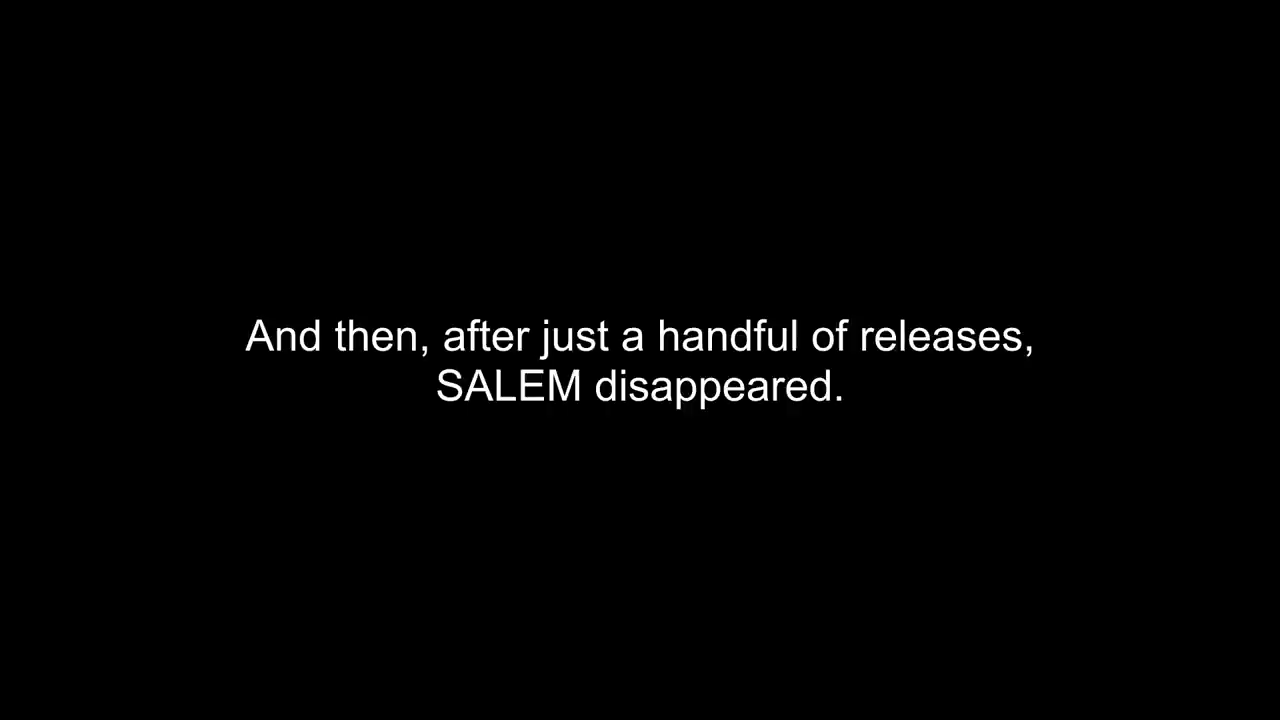 And then, after just a handful of releases,
SALEM disappeared.